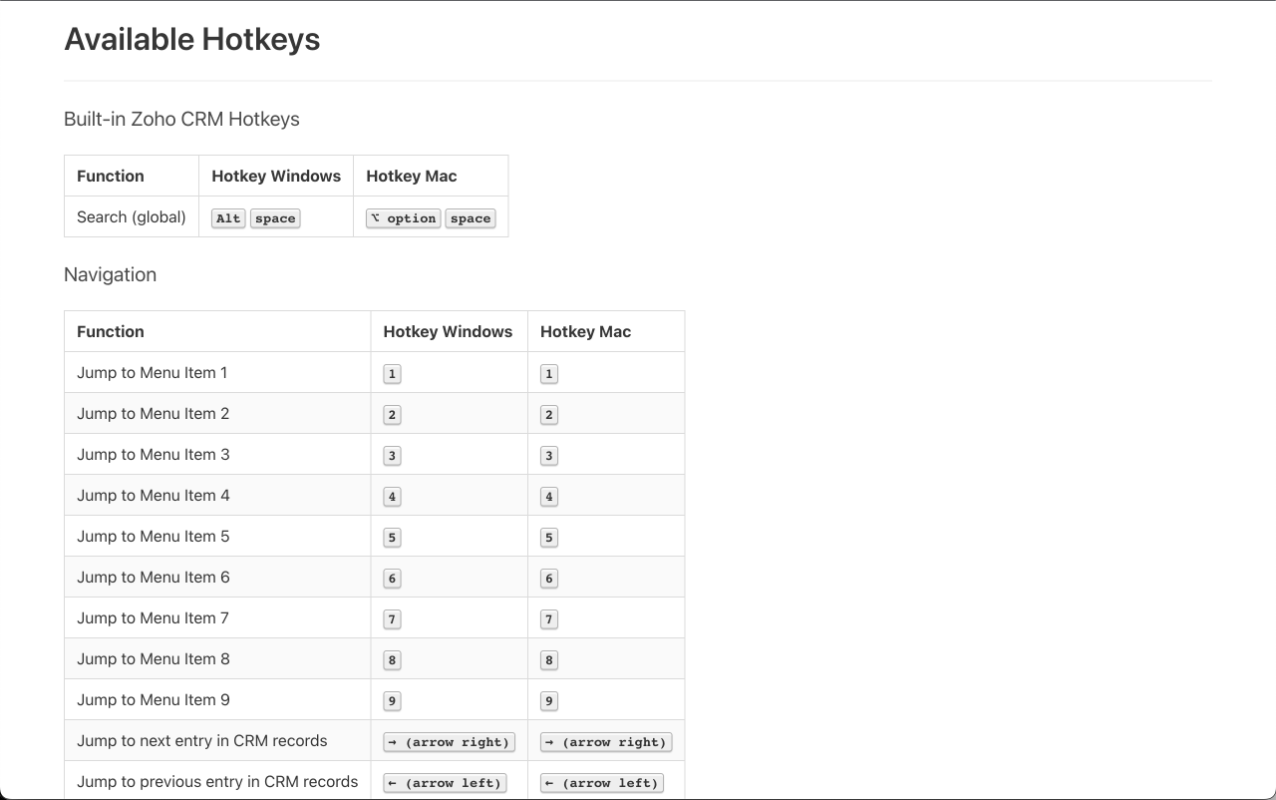 Available Hotkeys
Built-in Zoho CRM Hotkeys
Function Hotkey Windows Hotkey Mac
Search (global) Alt space ⌥ option space
Navigation
Function Hotkey Windows Hotkey Mac
Jump to Menu Item 1 1 1
Jump to Menu Item 2 2 2
Jump to Menu Item 3 3 3
Jump to Menu Item 4 4 4
Jump to Menu Item 5 5 5
Jump to Menu Item 6 6 6
Jump to Menu Item 7 7 7
Jump to Menu Item 8 8 8
Jump to Menu Item 9 9 9
Jump to next entry in CRM records → (arrow right) → (arrow right)
Jump to previous entry in CRM records ← (arrow left) ← (arrow left)